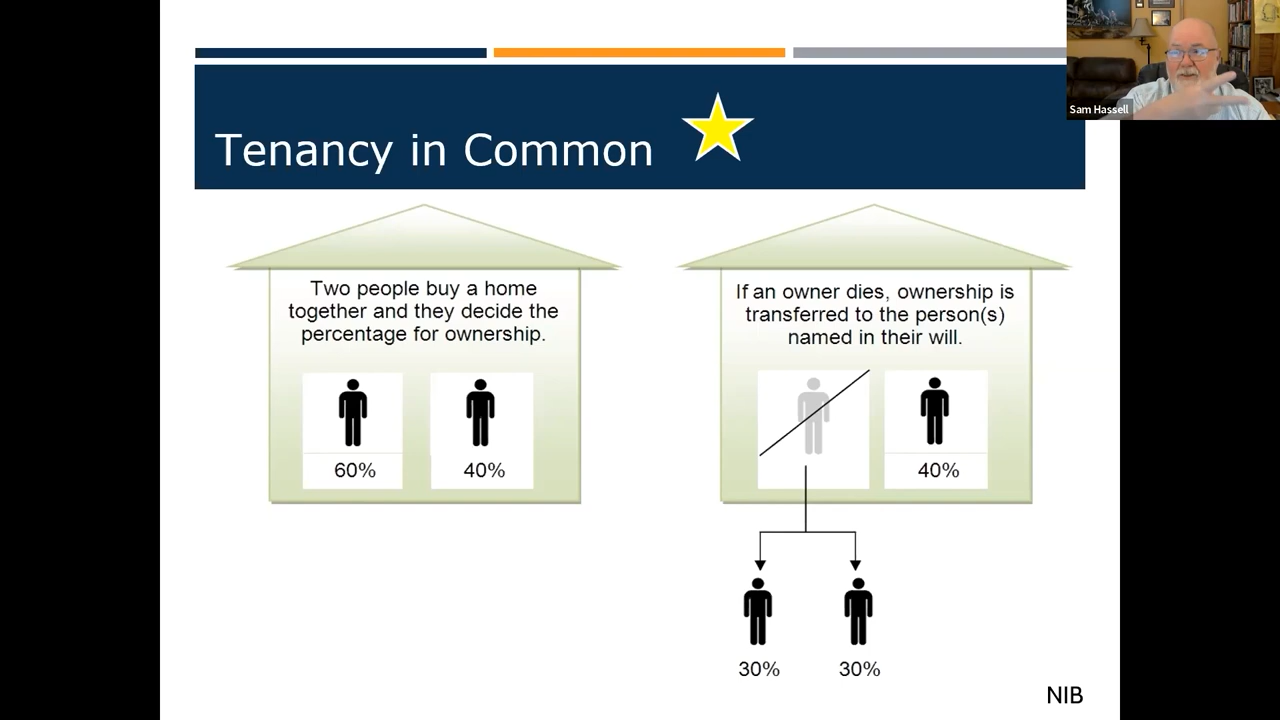 Sam Hassell
Tenancy in Common
Two people buy a home
together and they decide the
percentage for ownership.
60%
40%
If an owner dies, ownership is
transferred to the person(s)
named in their will.
40%
30%
30%
NIB